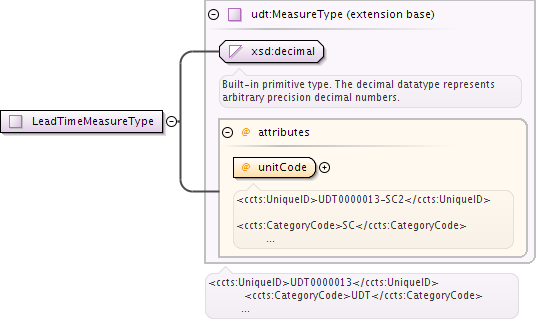 udt:MeasureType (extension base)
xsd:decimal
Built-in primitive type. The decimal datatype represents
arbitrary precision decimal numbers.
LeadTimeMeasureType
@ attributes
@ unitCode
<ccts:UniqueID>UDT0000013-SC2</ccts:UniqueID>
<ccts:CategoryCode>SC</ccts:CategoryCode>
...
<ccts:UniqueID>UDT0000013</ccts:UniqueID>
<ccts:CategoryCode>UDT</ccts:CategoryCode>
...